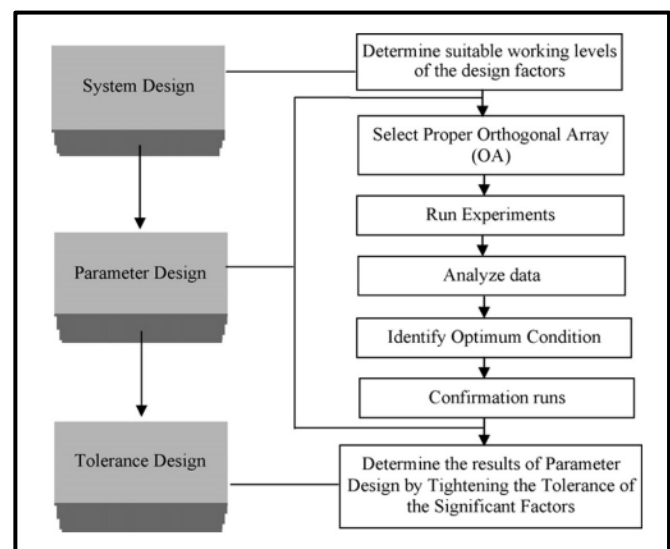 System Design
Parameter Design
Tolerance Design
Determine suitable working levels
of the design factors
Select Proper Orthogonal Array
(OA)
Run Experiments
Analyze data
Identify Optimum Condition
Confirmation runs
Determine the results of Parameter
Design by Tightening the Tolerance of
the Significant Factors